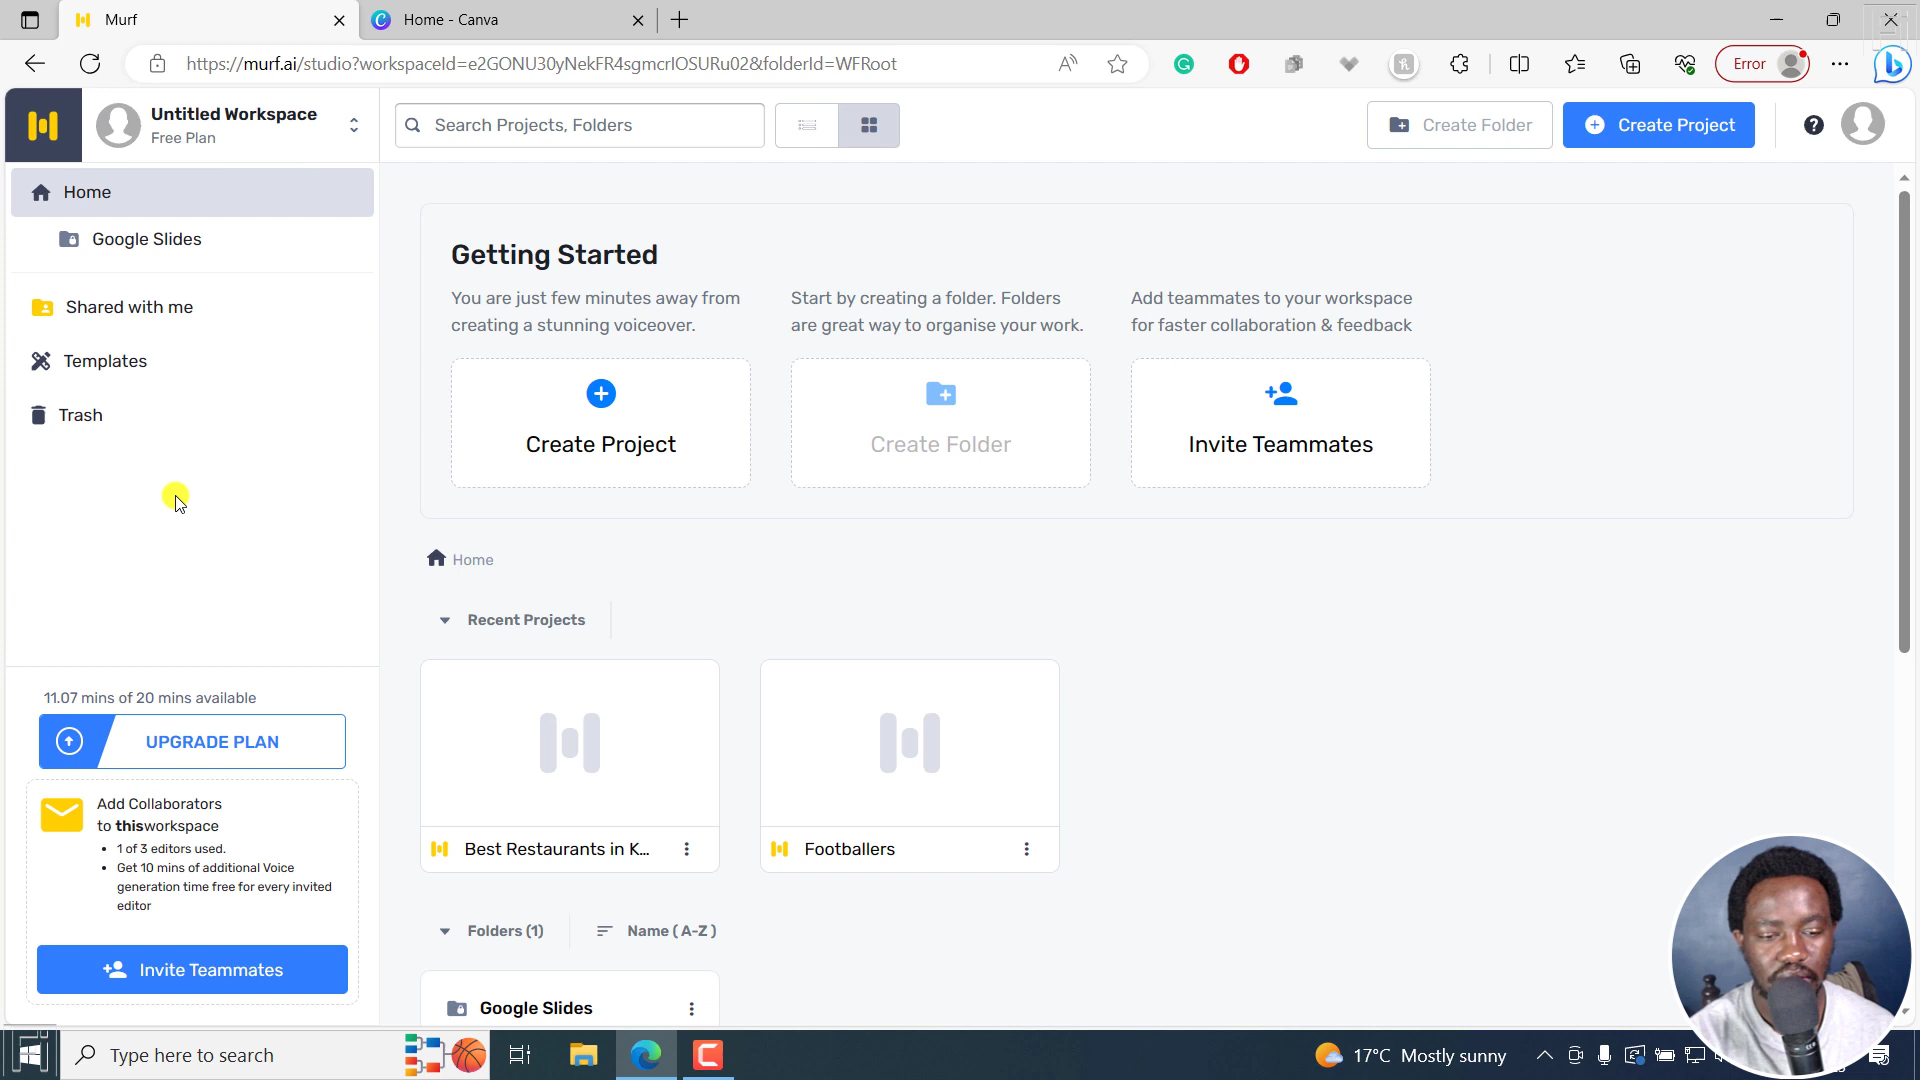 Murf
Home - Canva
https://murf.ai/studio?workspaceId=e2GONU30yNekFR4sgmcrlOSURu02&folderId=WFRoot
Error
Untitled Workspace
Free Plan
Search Projects, Folders
Create Folder
Create Project
Home
Google Slides
Shared with me
Templates
Trash
Getting Started
You are just few minutes away from
creating a stunning voiceover.
Start by creating a folder. Folders
are great way to organise your work.
Add teammates to your workspace
for faster collaboration & feedback
Create Project
Create Folder
Invite Teammates
Home
Recent Projects
Best Restaurants in K...
Footballers
Folders (1)
Name ( A-Z )
Google Slides
11.07 mins of 20 mins available
UPGRADE PLAN
Add Collaborators
to thisworkspace
• 1 of 3 editors used.
• Get 10 mins of additional Voice
generation time free for every invited
editor
Invite Teammates
Type here to search
17°C Mostly sunny